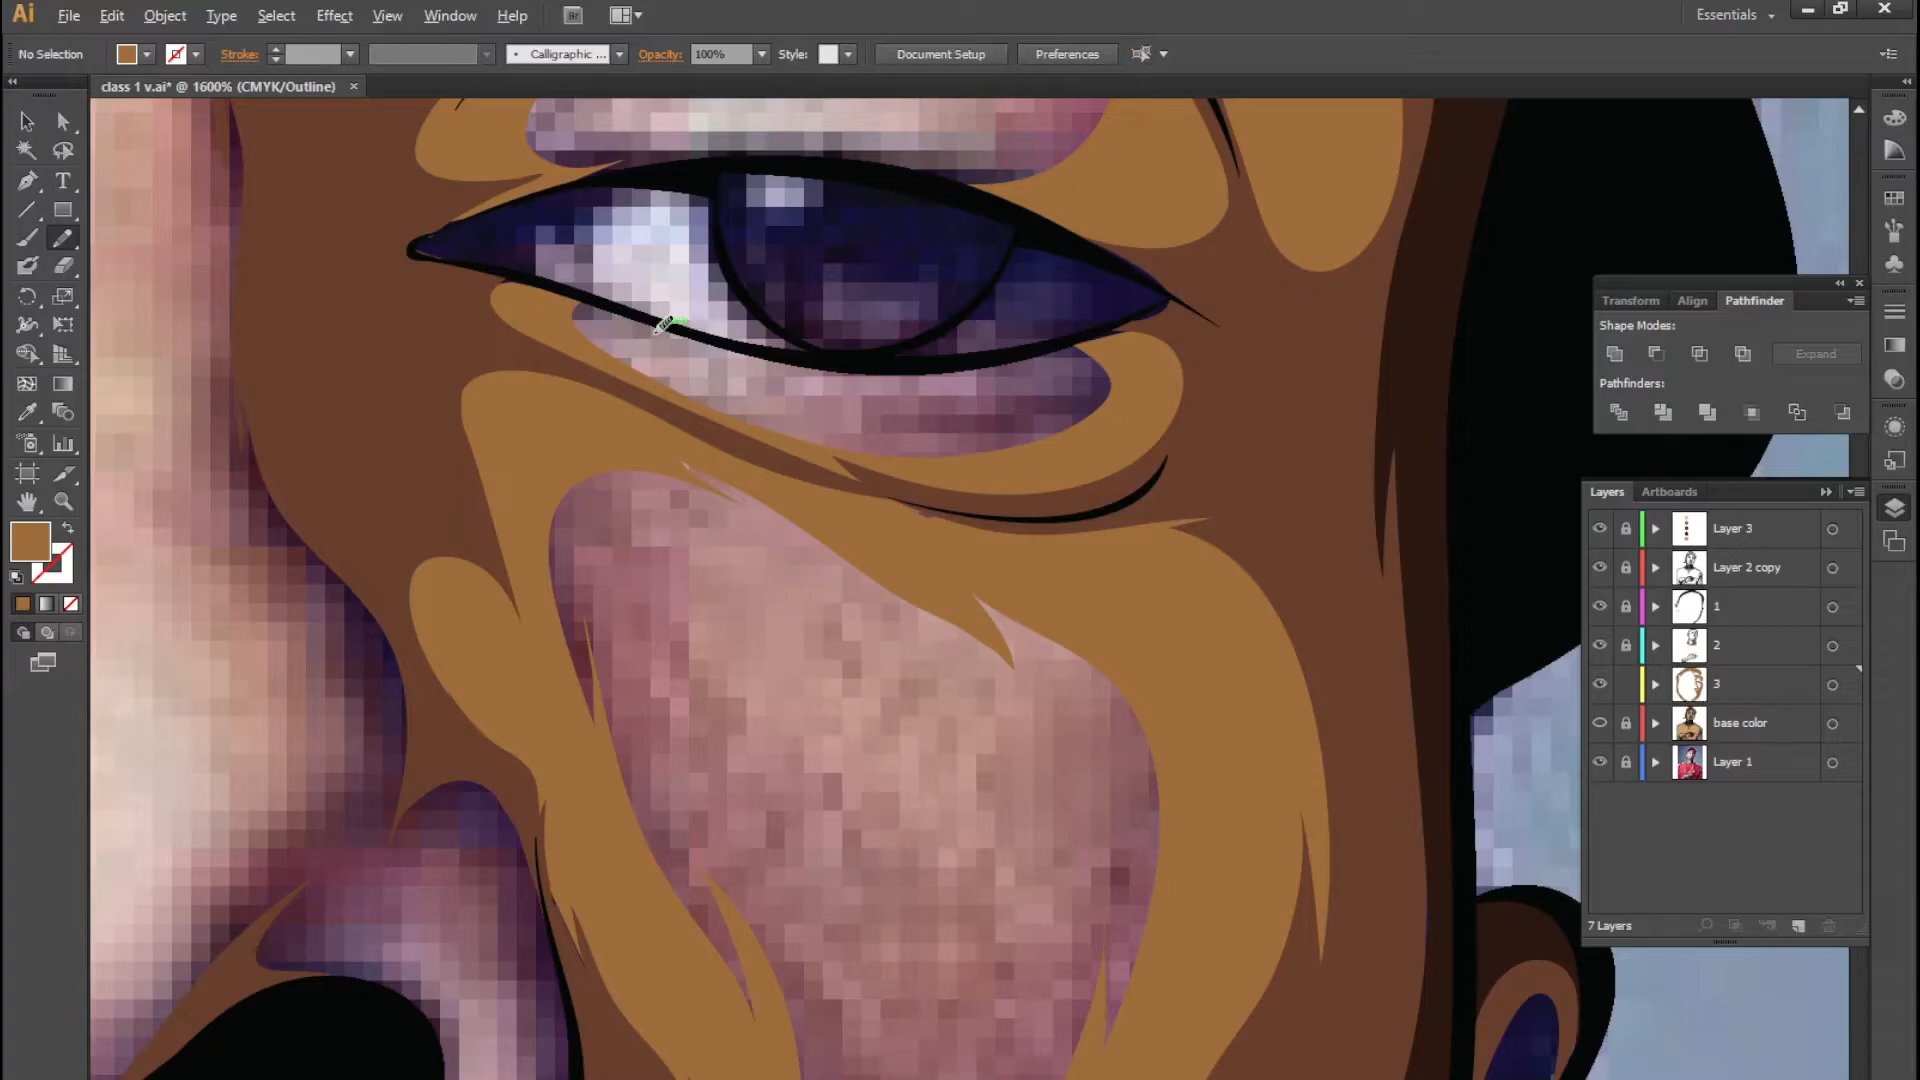 Ai File Edit Object Type Select Effect View Window Help Br Essentials
No Selection Stroke: Calligraphic ... Opacity: 100% Style: Document Setup Preferences
class 1 v.ai* @ 1600% (CMYK/Outline)
Transform Align Pathfinder
Shape Modes:
Expand
Pathfinders:
Layers Artboards
Layer 3
Layer 2 copy
1
2
3
base color
Layer 1
7 Layers